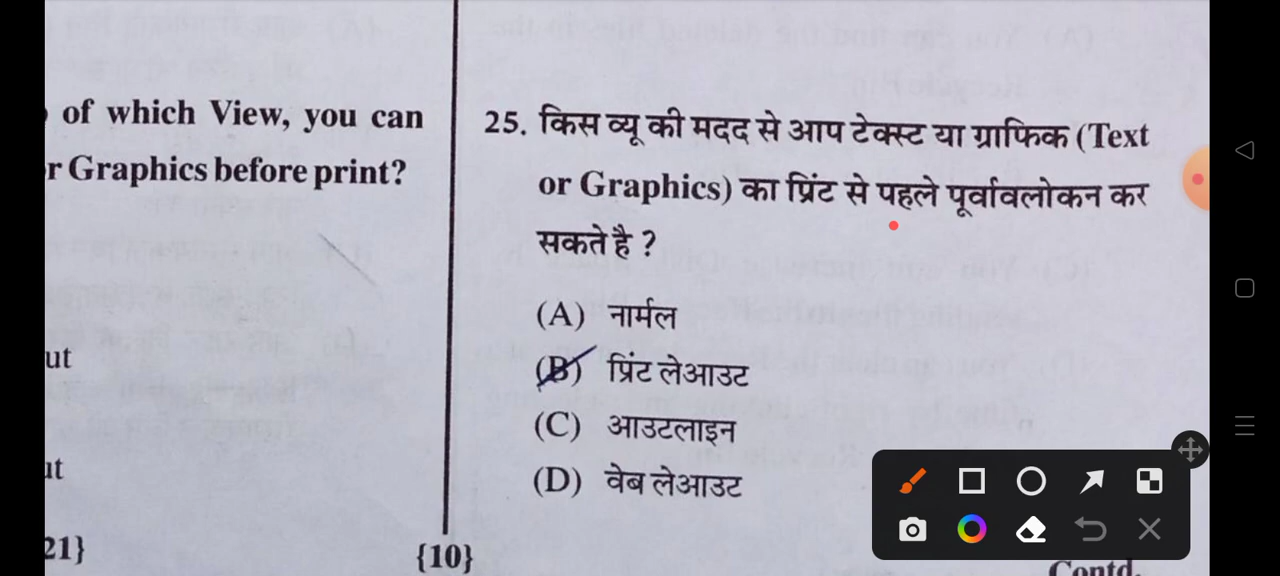 of which View, you can
r Graphics before print?
ut
ut
21}
{10}
25. किस व्यू की मदद से आप टेक्स्ट या ग्राफिक (Text
or Graphics) का प्रिंट से पहले पूर्वावलोकन कर
सकते है ?
(A) नार्मल
(B) प्रिंट लेआउट
(C) आउटलाइन
(D) वेब लेआउट
Contd.